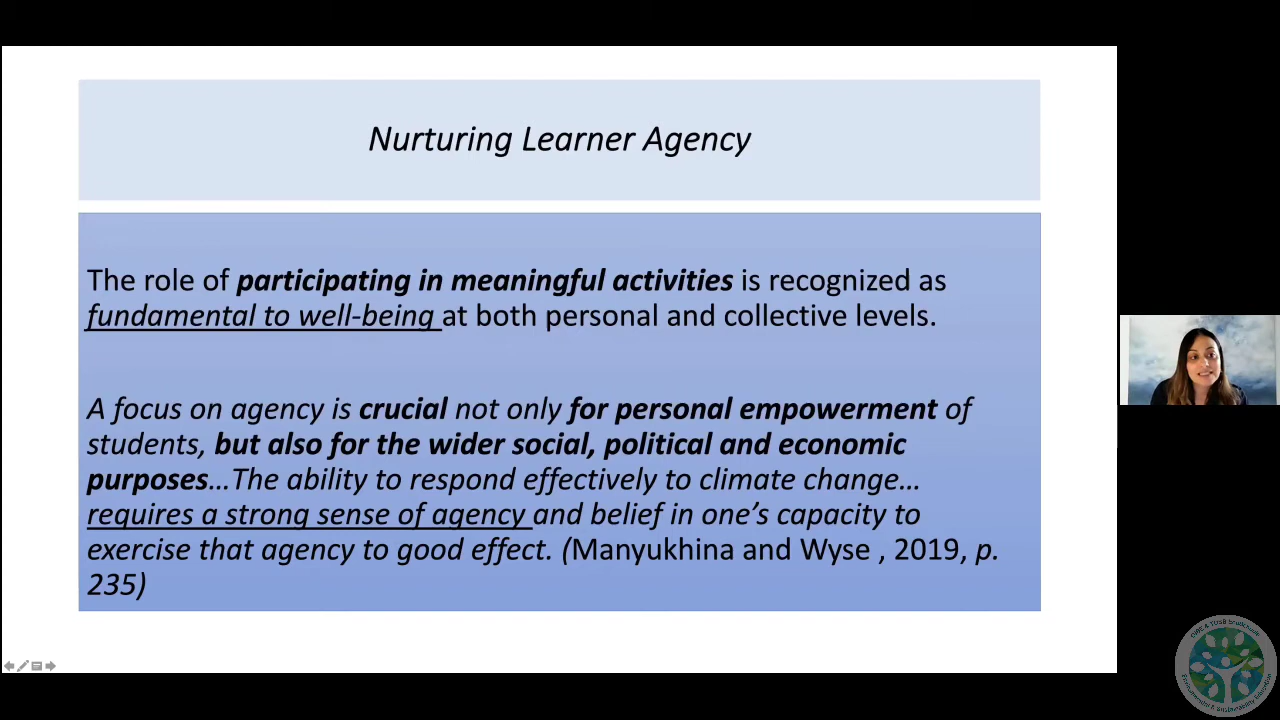 Nurturing Learner Agency
The role of participating in meaningful activities is recognized as
fundamental to well-being at both personal and collective levels.
A focus on agency is crucial not only for personal empowerment of
students, but also for the wider social, political and economic
purposes…The ability to respond effectively to climate change…
requires a strong sense of agency and belief in one’s capacity to
exercise that agency to good effect. (Manyukhina and Wyse , 2019, p.
235)
Environmental & Sustainability Education